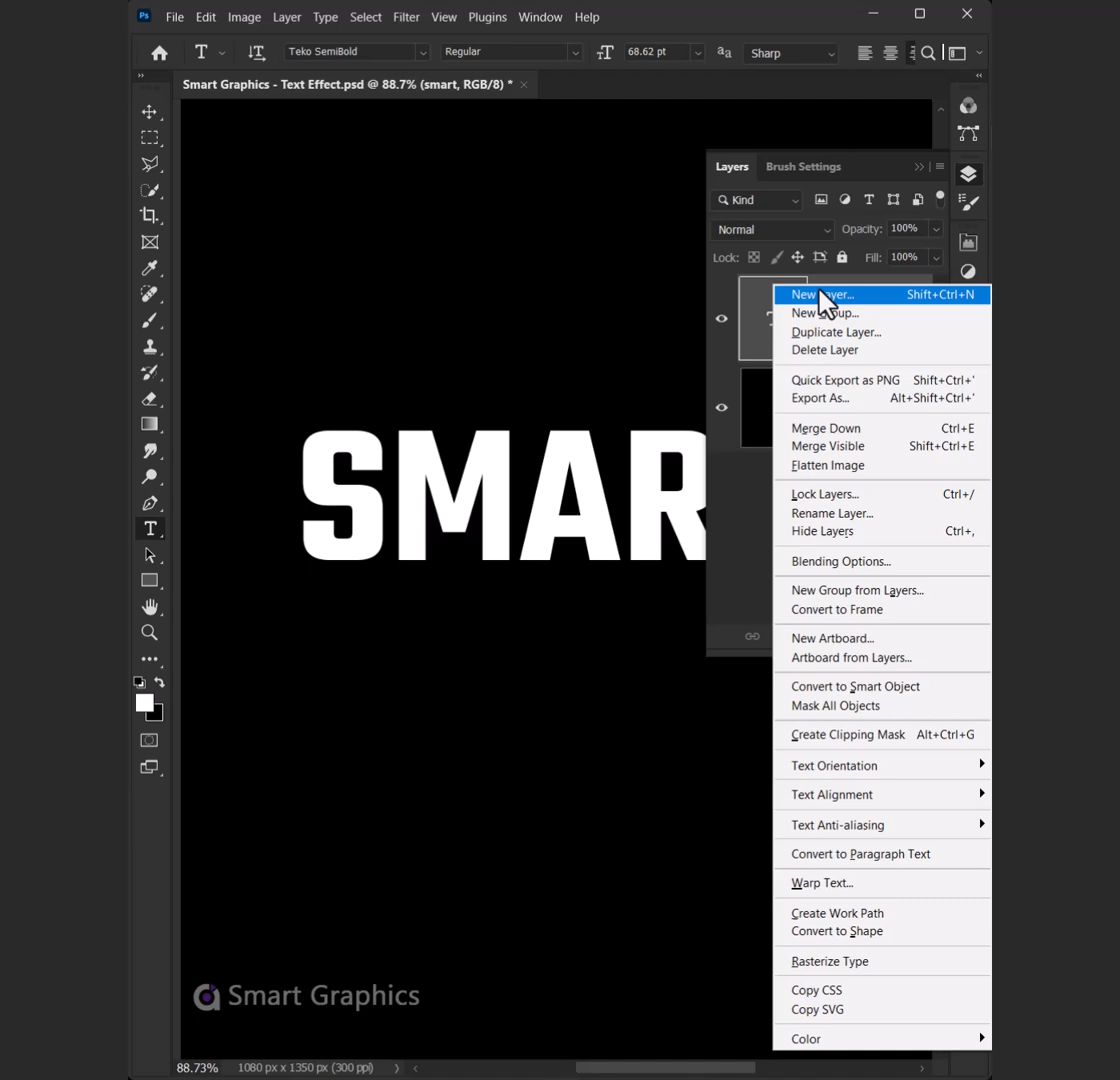 Ps File Edit Image Layer Type Select Filter View Plugins Window Help
T Teko SemiBold Regular 68.62 pt aa Sharp
Smart Graphics - Text Effect.psd @ 88.7% (smart, RGB/8) * ×
Layers Brush Settings
Kind
Normal Opacity: 100%
Lock: Fill: 100%
New Layer... Shift+Ctrl+N
New Group...
Duplicate Layer...
Delete Layer
Quick Export as PNG Shift+Ctrl+'
Export As... Alt+Shift+Ctrl+'
Merge Down Ctrl+E
Merge Visible Shift+Ctrl+E
Flatten Image
SMAR
Lock Layers... Ctrl+/
Rename Layer...
Hide Layers Ctrl+,
Blending Options...
New Group from Layers...
Convert to Frame
New Artboard...
Artboard from Layers...
Convert to Smart Object
Mask All Objects
Create Clipping Mask Alt+Ctrl+G
Text Orientation
Text Alignment
Text Anti-aliasing
Convert to Paragraph Text
Warp Text...
Create Work Path
Convert to Shape
Rasterize Type
Copy CSS
Copy SVG
Color
Smart Graphics
88.73% 1080 px x 1350 px (300 ppi)